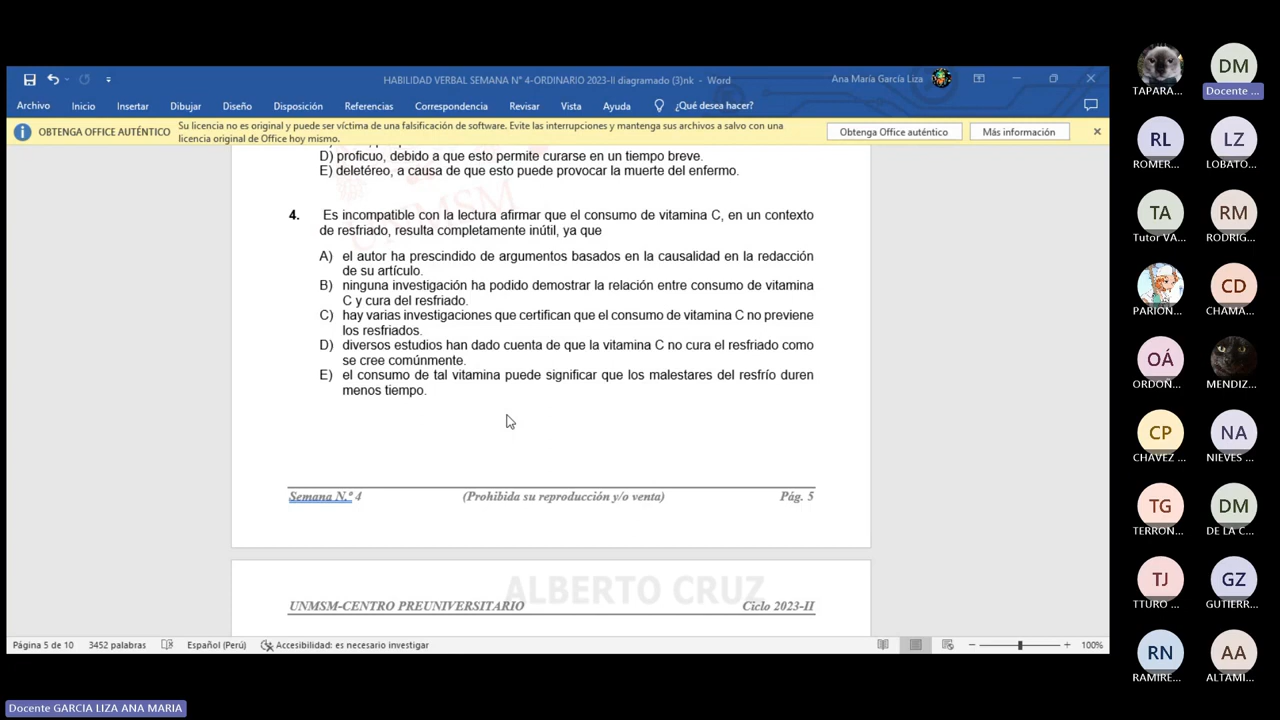 HABILIDAD VERBAL SEMANA N° 4-ORDINARIO 2023-II diagramado (3)nk - Word
Ana María García Liza
Archivo Inicio Insertar Dibujar Diseño Disposición Referencias Correspondencia Revisar Vista Ayuda ¿Qué desea hacer?
OBTENGA OFFICE AUTÉNTICO Su licencia no es original y puede ser víctima de una falsificación de software. Evite las interrupciones y mantenga sus archivos a salvo con una
licencia original de Office hoy mismo.
Obtenga Office auténtico Más información
D) proficuo, debido a que esto permite curarse en un tiempo breve.
E) deletéreo, a causa de que esto puede provocar la muerte del enfermo.
4. Es incompatible con la lectura afirmar que el consumo de vitamina C, en un contexto
de resfriado, resulta completamente inútil, ya que
A) el autor ha prescindido de argumentos basados en la causalidad en la redacción
de su artículo.
B) ninguna investigación ha podido demostrar la relación entre consumo de vitamina
C y cura del resfriado.
C) hay varias investigaciones que certifican que el consumo de vitamina C no previene
los resfriados.
D) diversos estudios han dado cuenta de que la vitamina C no cura el resfriado como
se cree comúnmente.
E) el consumo de tal vitamina puede significar que los malestares del resfrío duren
menos tiempo.
Semana N.º 4 (Prohibida su reproducción y/o venta) Pág. 5
ALBERTO CRUZ
UNMSM-CENTRO PREUNIVERSITARIO Ciclo 2023-II
Página 5 de 10 3452 palabras Español (Perú) Accesibilidad: es necesario investigar 100%
Docente GARCIA LIZA ANA MARIA
DM
TAPARA... Docente ...
RL LZ
ROMER... LOBATO...
TA RM
Tutor VA... RODRIG...
CD
PARION... CHAMA...
OÁ
ORDOÑ... MENDIZ...
CP NA
CHAVEZ ... NIEVES ...
TG DM
TERRON... DE LA C...
TJ GZ
TTURO ... GUTIERR...
RN AA
RAMIRE... ALTAMI...